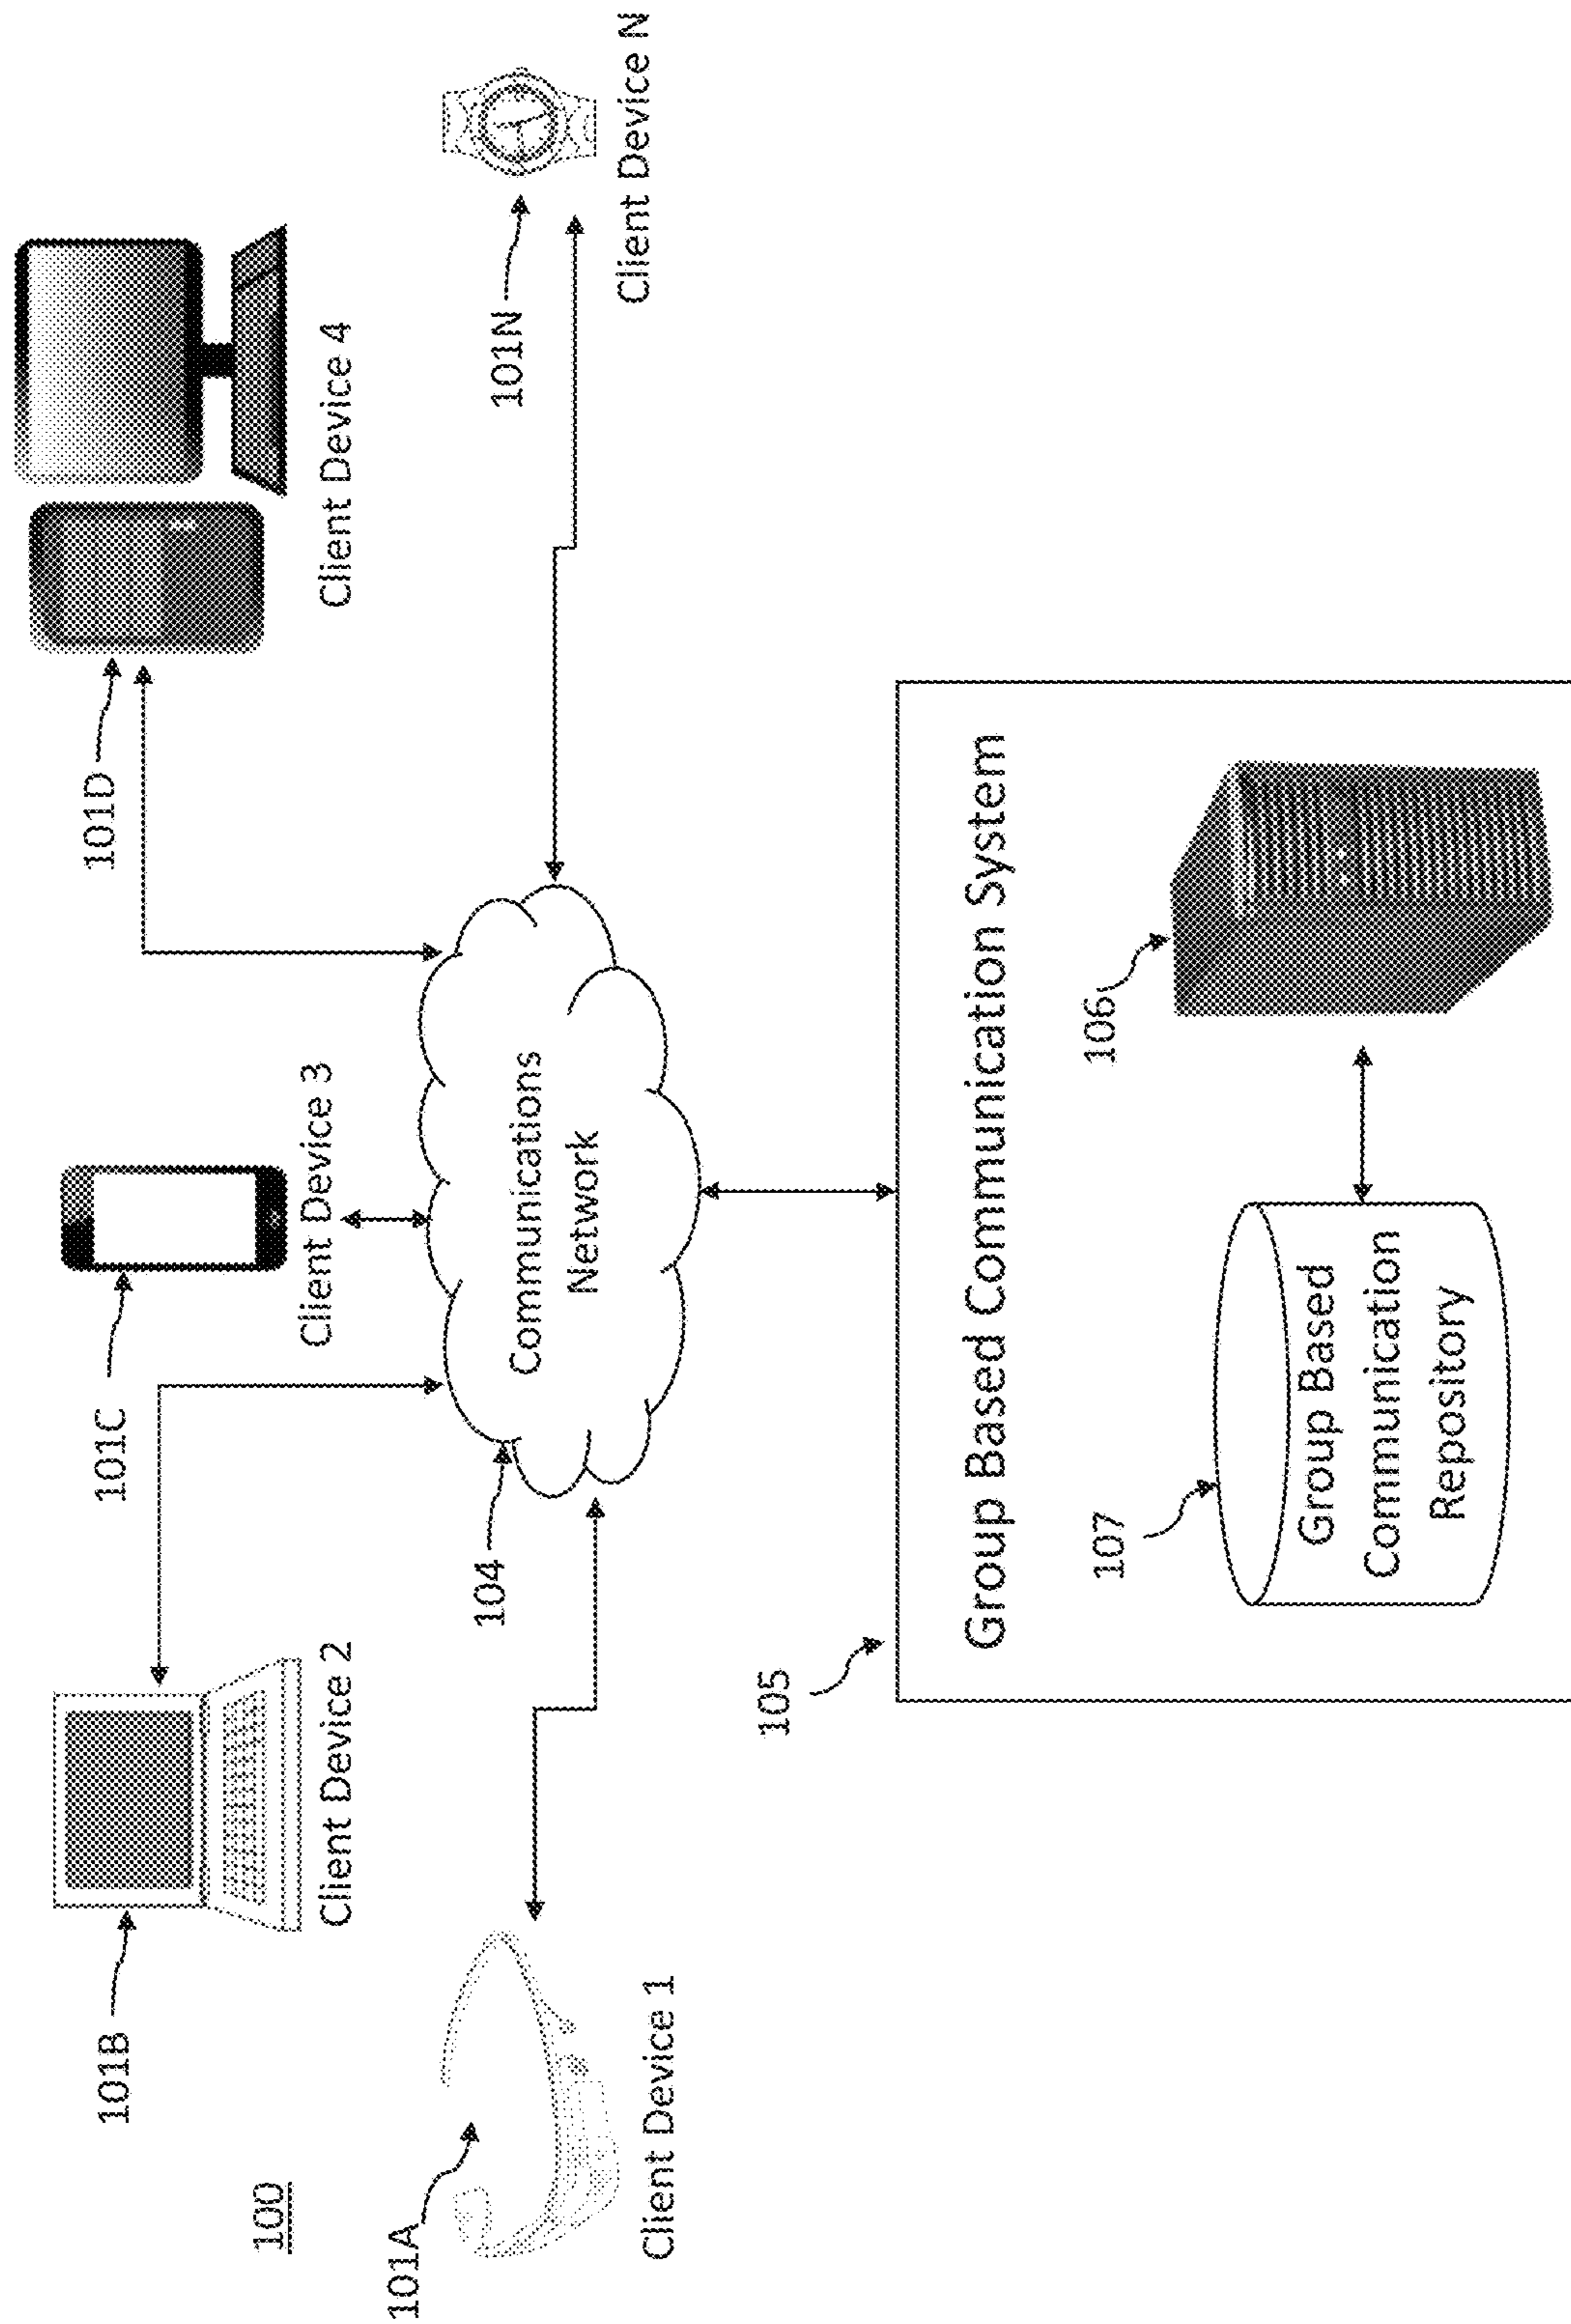 100
101B
Client Device 2
101C
Client Device 3
101D
Client Device 4
101A
Client Device 1
104
Communications
Network
101N
Client Device N
105
Group Based Communication System
107
Group Based
Communication
Repository
106